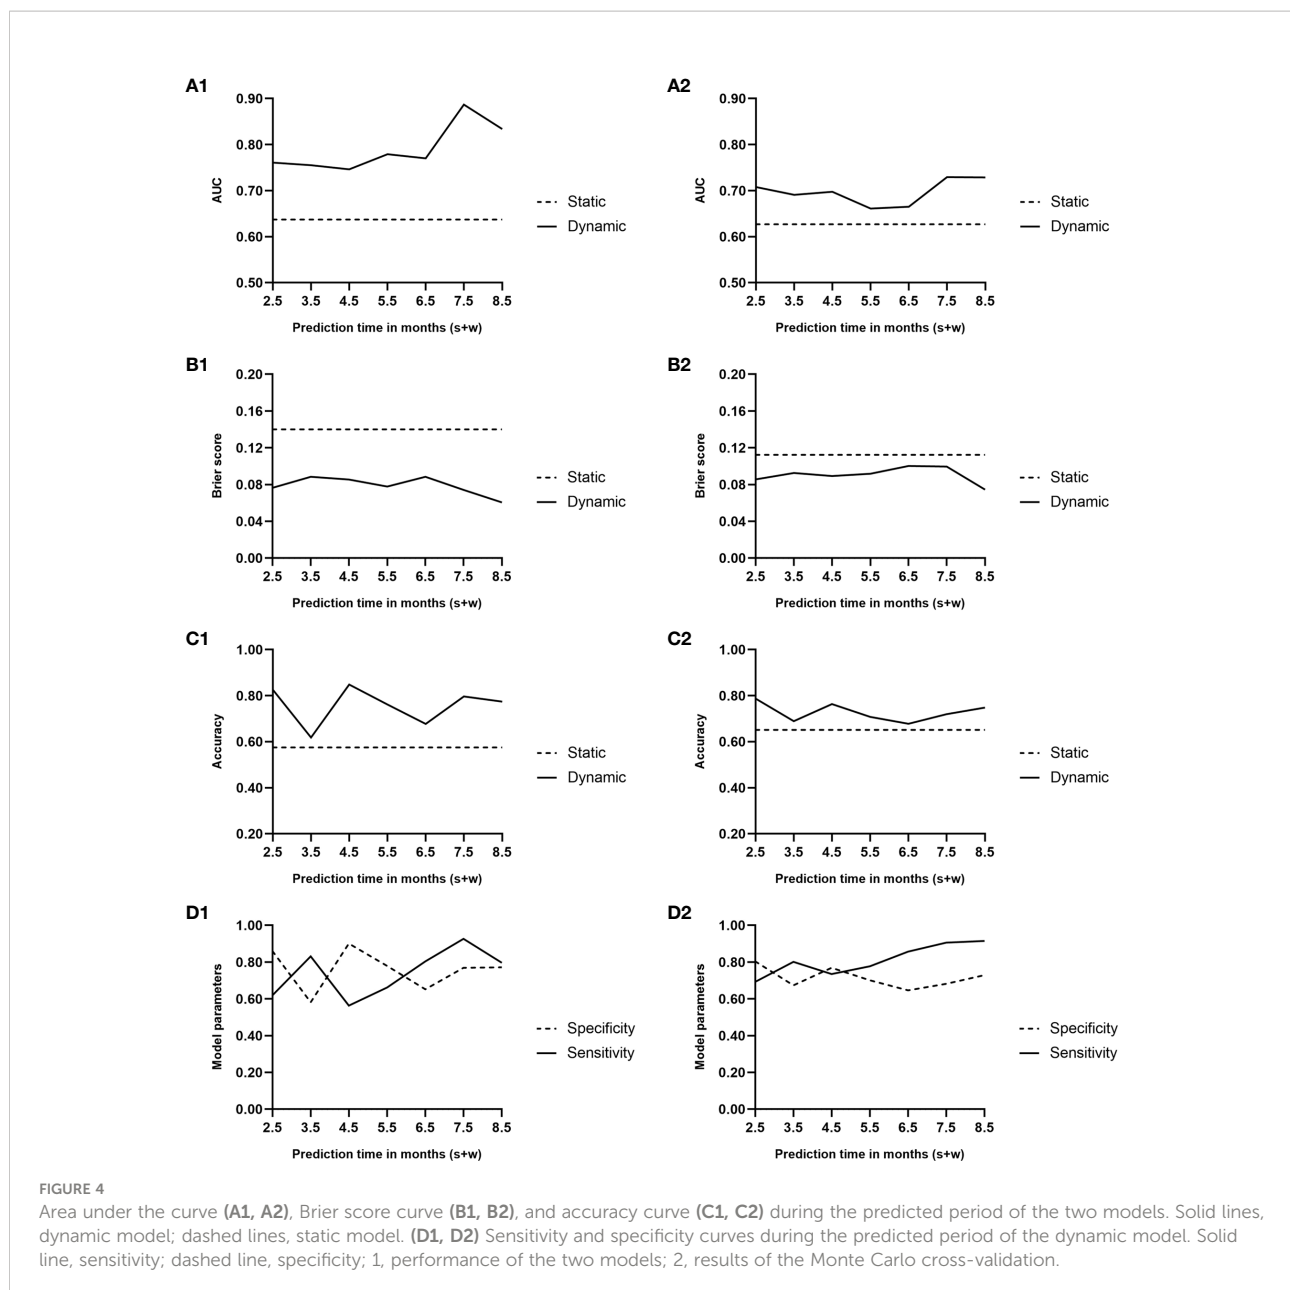 A1
0.90
0.80
0.70
0.60
0.50
AUC
2.5 3.5 4.5 5.5 6.5 7.5 8.5
Prediction time in months (s+w)
Static
Dynamic
A2
0.90
0.80
0.70
0.60
0.50
AUC
2.5 3.5 4.5 5.5 6.5 7.5 8.5
Prediction time in months (s+w)
Static
Dynamic
B1
0.20
0.16
0.12
0.08
0.04
0.00
Brier score
2.5 3.5 4.5 5.5 6.5 7.5 8.5
Prediction time in months (s+w)
Static
Dynamic
B2
0.20
0.16
0.12
0.08
0.04
0.00
Brier score
2.5 3.5 4.5 5.5 6.5 7.5 8.5
Prediction time in months (s+w)
Static
Dynamic
C1
1.00
0.80
0.60
0.40
0.20
Accuracy
2.5 3.5 4.5 5.5 6.5 7.5 8.5
Prediction time in months (s+w)
Static
Dynamic
C2
1.00
0.80
0.60
0.40
0.20
Accuracy
2.5 3.5 4.5 5.5 6.5 7.5 8.5
Prediction time in months (s+w)
Static
Dynamic
D1
1.00
0.80
0.60
0.40
0.20
0.00
Model parameters
2.5 3.5 4.5 5.5 6.5 7.5 8.5
Prediction time in months (s+w)
Specificity
Sensitivity
D2
1.00
0.80
0.60
0.40
0.20
0.00
Model parameters
2.5 3.5 4.5 5.5 6.5 7.5 8.5
Prediction time in months (s+w)
Specificity
Sensitivity
FIGURE 4
Area under the curve (A1, A2), Brier score curve (B1, B2), and accuracy curve (C1, C2) during the predicted period of the two models. Solid lines,
dynamic model; dashed lines, static model. (D1, D2) Sensitivity and specificity curves during the predicted period of the dynamic model. Solid
line, sensitivity; dashed line, specificity; 1, performance of the two models; 2, results of the Monte Carlo cross-validation.